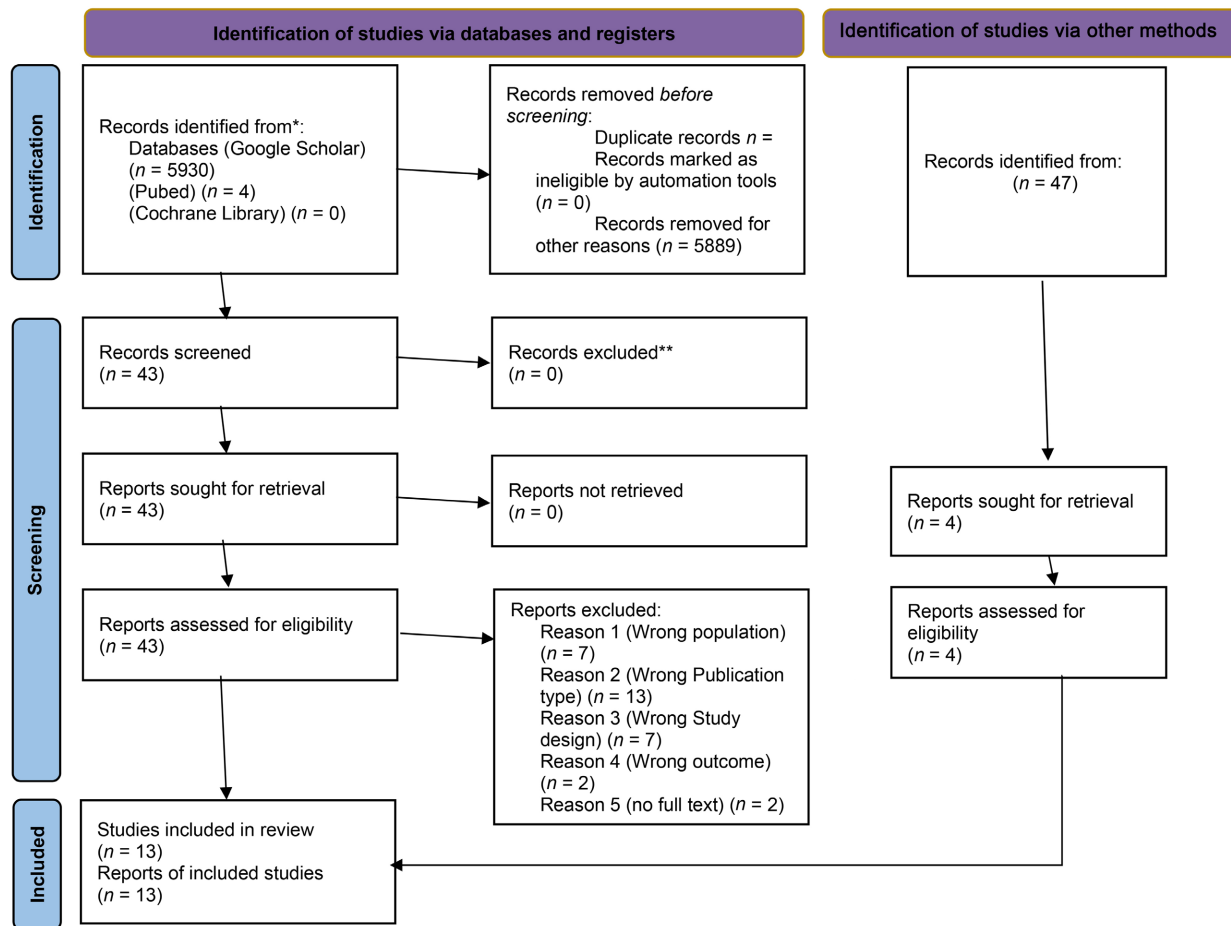 Identification of studies via databases and registers
Identification of studies via other methods
Identification
Records identified from*:
Databases (Google Scholar)
(n = 5930)
(Pubed) (n = 4)
(Cochrane Library) (n = 0)
Records removed before
screening:
Duplicate records n =
Records marked as
ineligible by automation tools
(n = 0)
Records removed for
other reasons (n = 5889)
Records identified from:
(n = 47)
Screening
Records screened
(n = 43)
Records excluded**
(n = 0)
Reports sought for retrieval
(n = 43)
Reports not retrieved
(n = 0)
Reports sought for retrieval
(n = 4)
Reports assessed for eligibility
(n = 43)
Reports excluded:
Reason 1 (Wrong population)
(n = 7)
Reason 2 (Wrong Publication
type) (n = 13)
Reason 3 (Wrong Study
design) (n = 7)
Reason 4 (Wrong outcome)
(n = 2)
Reason 5 (no full text) (n = 2)
Reports assessed for
eligibility
(n = 4)
Included
Studies included in review
(n = 13)
Reports of included studies
(n = 13)